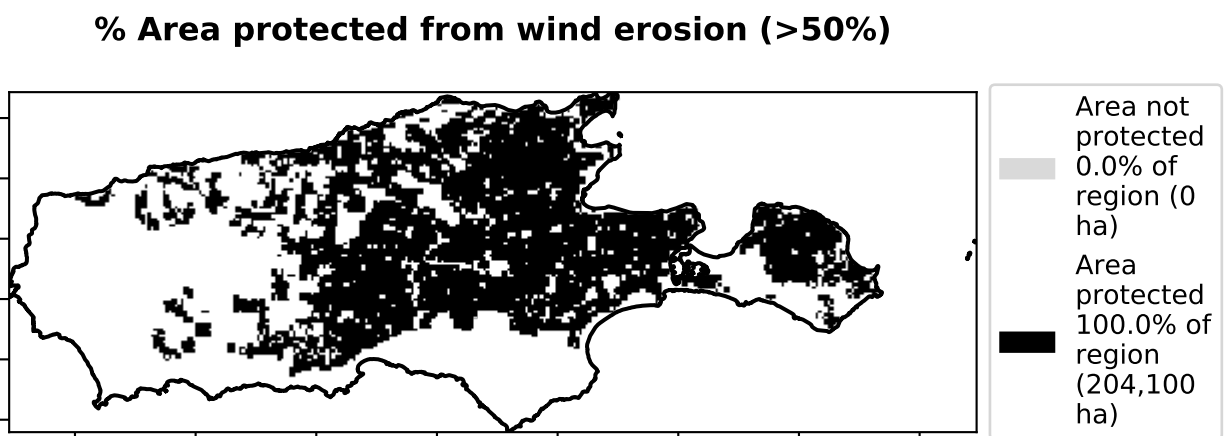 % Area protected from wind erosion (>50%)
Area not
protected
0.0% of
region (0
ha)
Area
protected
100.0% of
region
(204,100
ha)